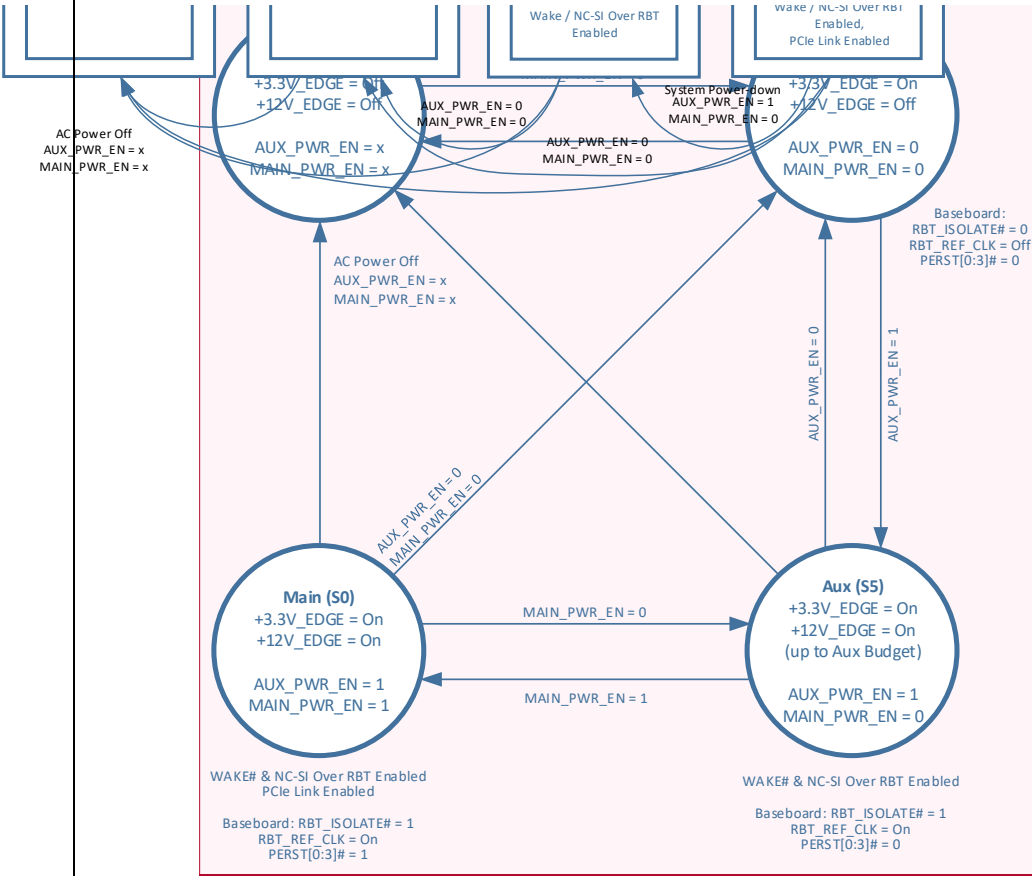 Wake / NC-SI Over RBT
Enabled
Wake / NC-SI Over RBT
Enabled,
PCIe Link Enabled
+3.3V_EDGE = Off
+12V_EDGE = Off
AUX_PWR_EN = x
MAIN_PWR_EN = x
AC Power Off
AUX_PWR_EN = x
MAIN_PWR_EN = x
AUX_PWR_EN = 0
MAIN_PWR_EN = 0
System Power-down
AUX_PWR_EN = 1
MAIN_PWR_EN = 0
AUX_PWR_EN = 0
MAIN_PWR_EN = 0
+3.3V_EDGE = On
+12V_EDGE = Off
AUX_PWR_EN = 0
MAIN_PWR_EN = 0
Baseboard:
RBT_ISOLATE# = 0
RBT_REF_CLK = Off
PERST[0:3]# = 0
AC Power Off
AUX_PWR_EN = x
MAIN_PWR_EN = x
AUX_PWR_EN = 0
AUX_PWR_EN = 1
AUX_PWR_EN = 0
MAIN_PWR_EN = 0
Main (S0)
+3.3V_EDGE = On
+12V_EDGE = On
AUX_PWR_EN = 1
MAIN_PWR_EN = 1
MAIN_PWR_EN = 0
MAIN_PWR_EN = 1
Aux (S5)
+3.3V_EDGE = On
+12V_EDGE = On
(up to Aux Budget)
AUX_PWR_EN = 1
MAIN_PWR_EN = 0
WAKE# & NC-SI Over RBT Enabled
PCIe Link Enabled
Baseboard: RBT_ISOLATE# = 1
RBT_REF_CLK = On
PERST[0:3]# = 1
WAKE# & NC-SI Over RBT Enabled
Baseboard: RBT_ISOLATE# = 1
RBT_REF_CLK = On
PERST[0:3]# = 0